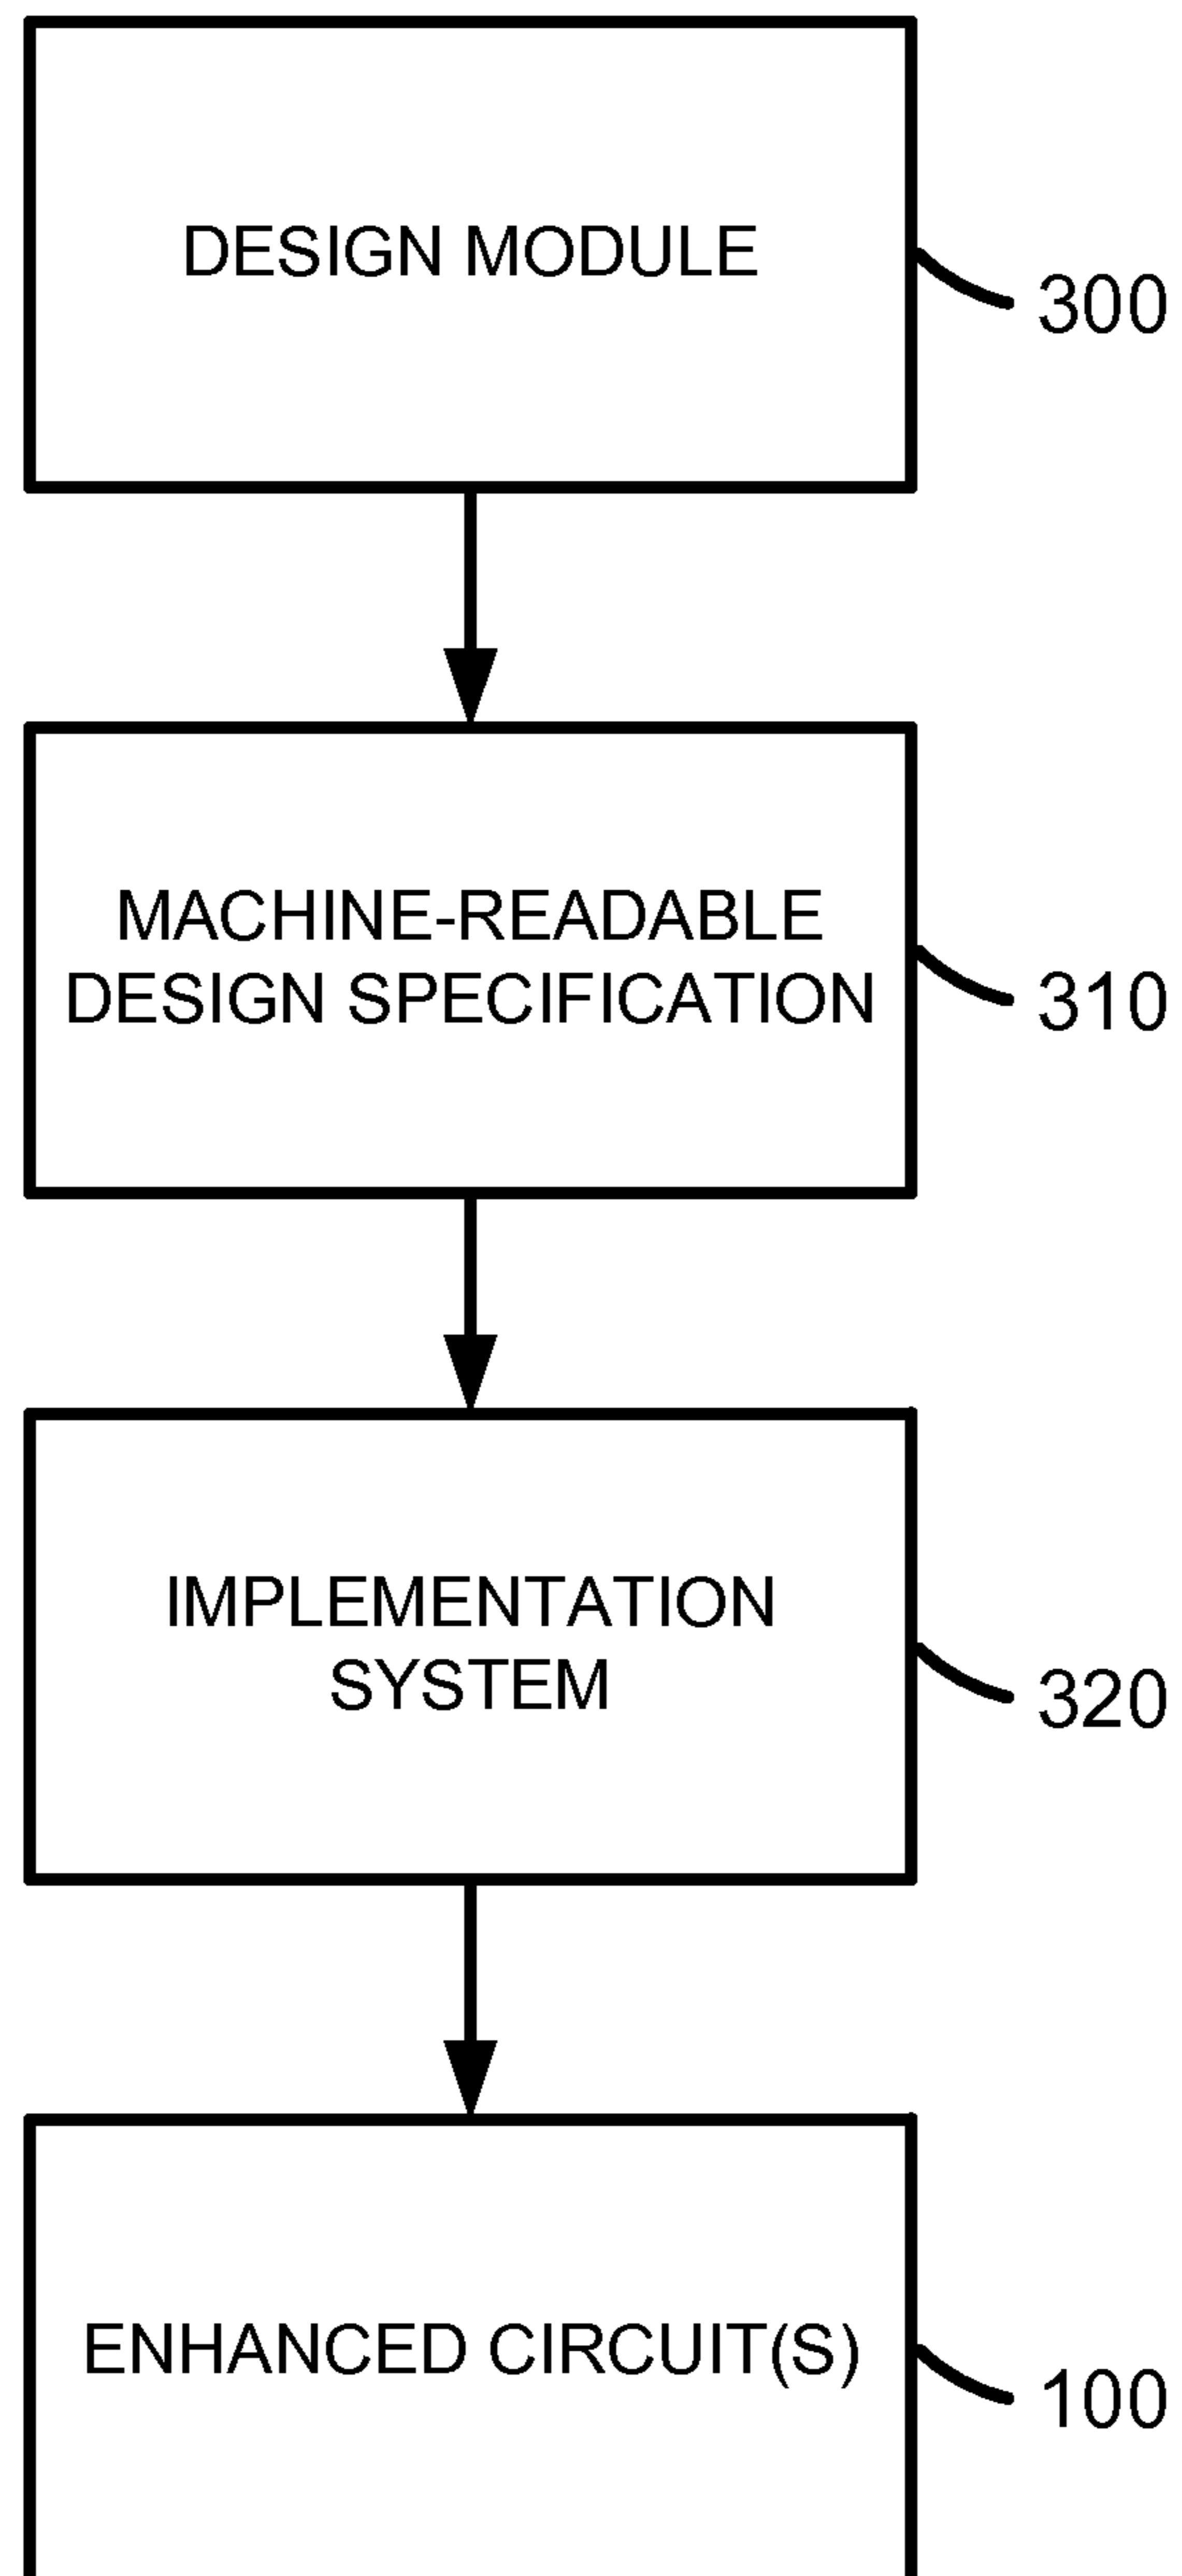 DESIGN MODULE
300
MACHINE-READABLE
DESIGN SPECIFICATION
310
IMPLEMENTATION
SYSTEM
320
ENHANCED CIRCUIT(S)
100